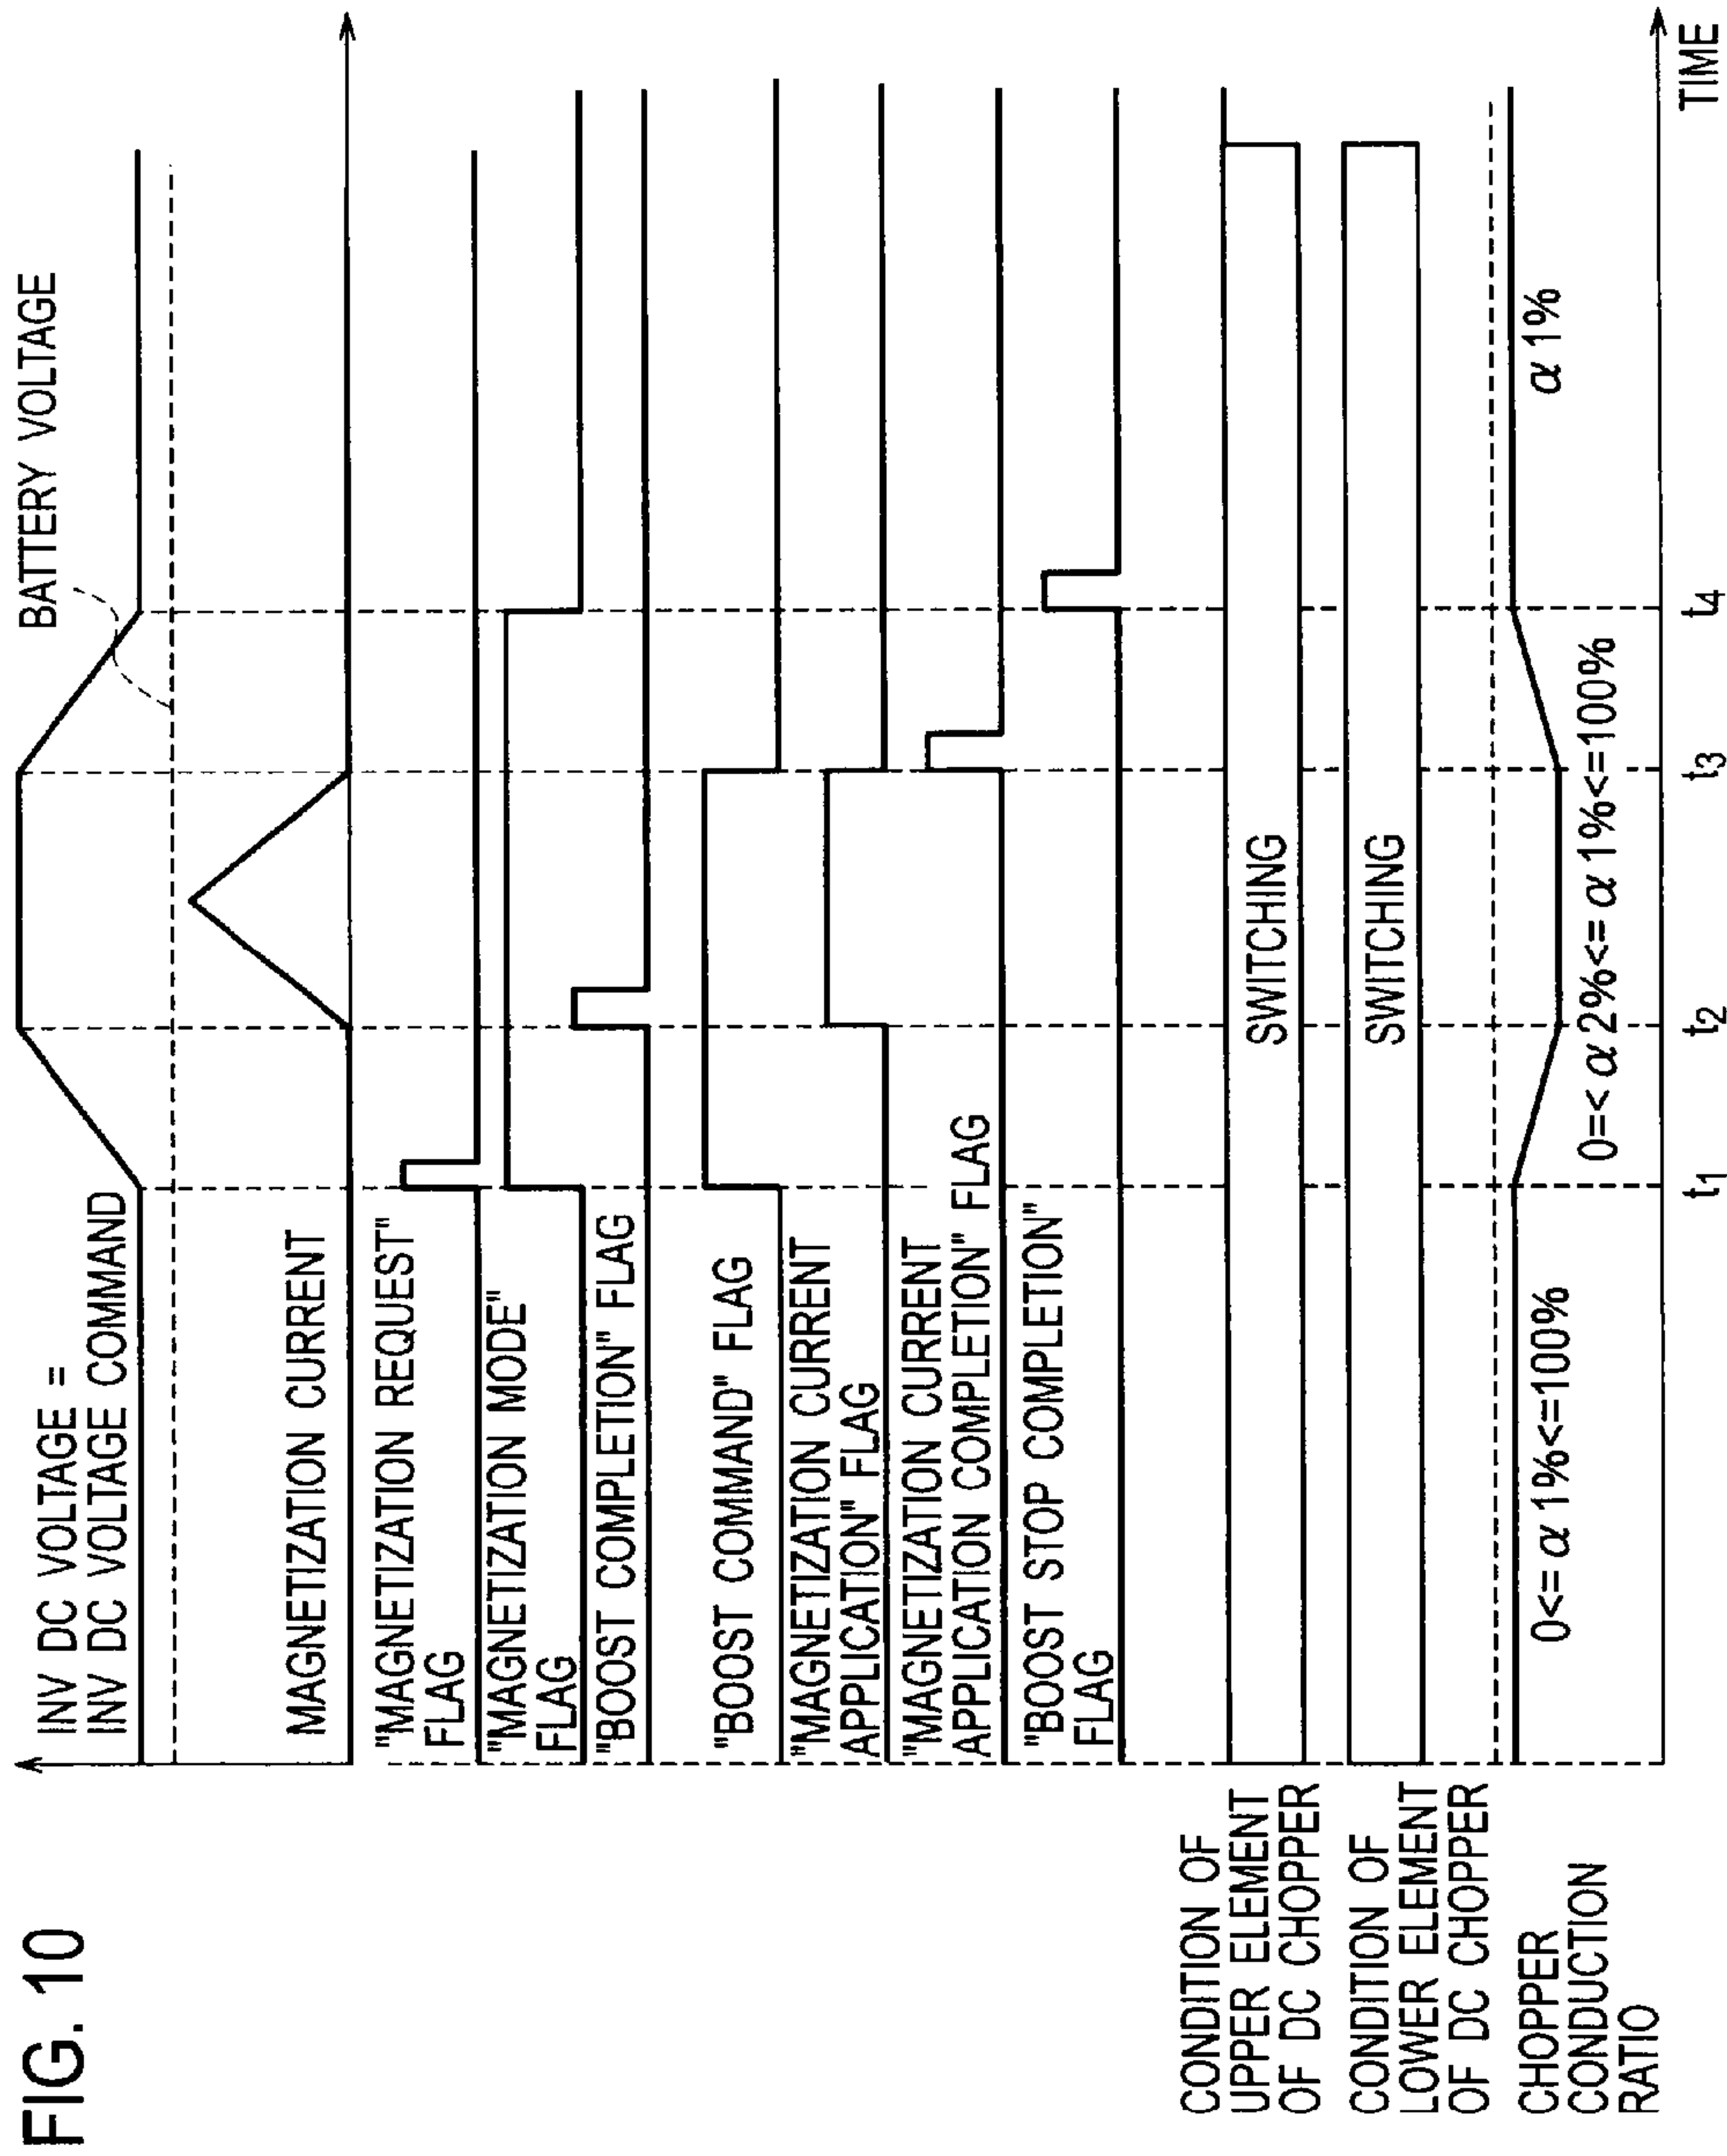 FIG. 10
INV DC VOLTAGE =
INV DC VOLTAGE COMMAND
BATTERY VOLTAGE
MAGNETIZATION CURRENT
"MAGNETIZATION REQUEST"
FLAG
"MAGNETIZATION MODE"
FLAG
"BOOST COMPLETION" FLAG
"BOOST COMMAND" FLAG
"MAGNETIZATION CURRENT
APPLICATION" FLAG
"MAGNETIZATION CURRENT
APPLICATION COMPLETION" FLAG
"BOOST STOP COMPLETION"
FLAG
CONDITION OF
UPPER ELEMENT
OF DC CHOPPER
SWITCHING
CONDITION OF
LOWER ELEMENT
OF DC CHOPPER
SWITCHING
CHOPPER
CONDUCTION
RATIO
0<= α 1%<=100%
0=< α 2%<= α 1%<=100%
α 1%
t1
t2
t3
t4
TIME